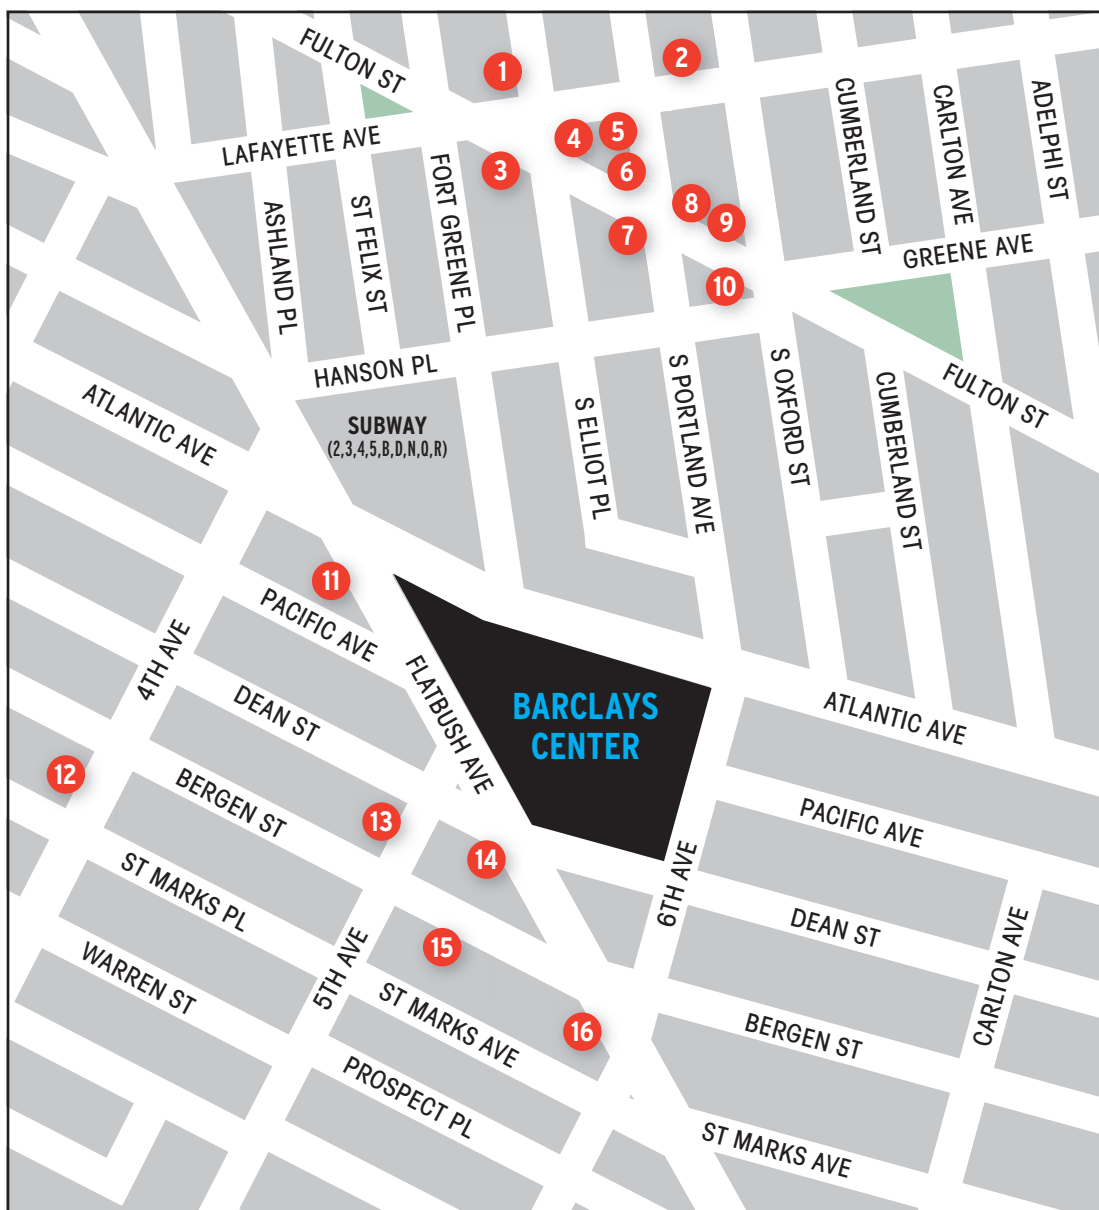 FULTON ST
1
2
CUMBERLAND ST
CARLTON AVE
ADELPHI ST
LAFAYETTE AVE
4
5
3
6
FORT GREENE PL
ST FELIX ST
ASHLAND PL
8
9
7
GREENE AVE
10
HANSON PL
S ELLIOT PL
S PORTLAND AVE
S OXFORD ST
CUMBERLAND ST
FULTON ST
ATLANTIC AVE
SUBWAY
(2,3,4,5,B,D,N,Q,R)
11
PACIFIC AVE
4TH AVE
FLATBUSH AVE
BARCLAYS
CENTER
DEAN ST
ATLANTIC AVE
12
BERGEN ST
13
14
PACIFIC AVE
6TH AVE
ST MARKS PL
DEAN ST
15
WARREN ST
5TH AVE
ST MARKS AVE
16
BERGEN ST
CARLTON AVE
PROSPECT PL
ST MARKS AVE